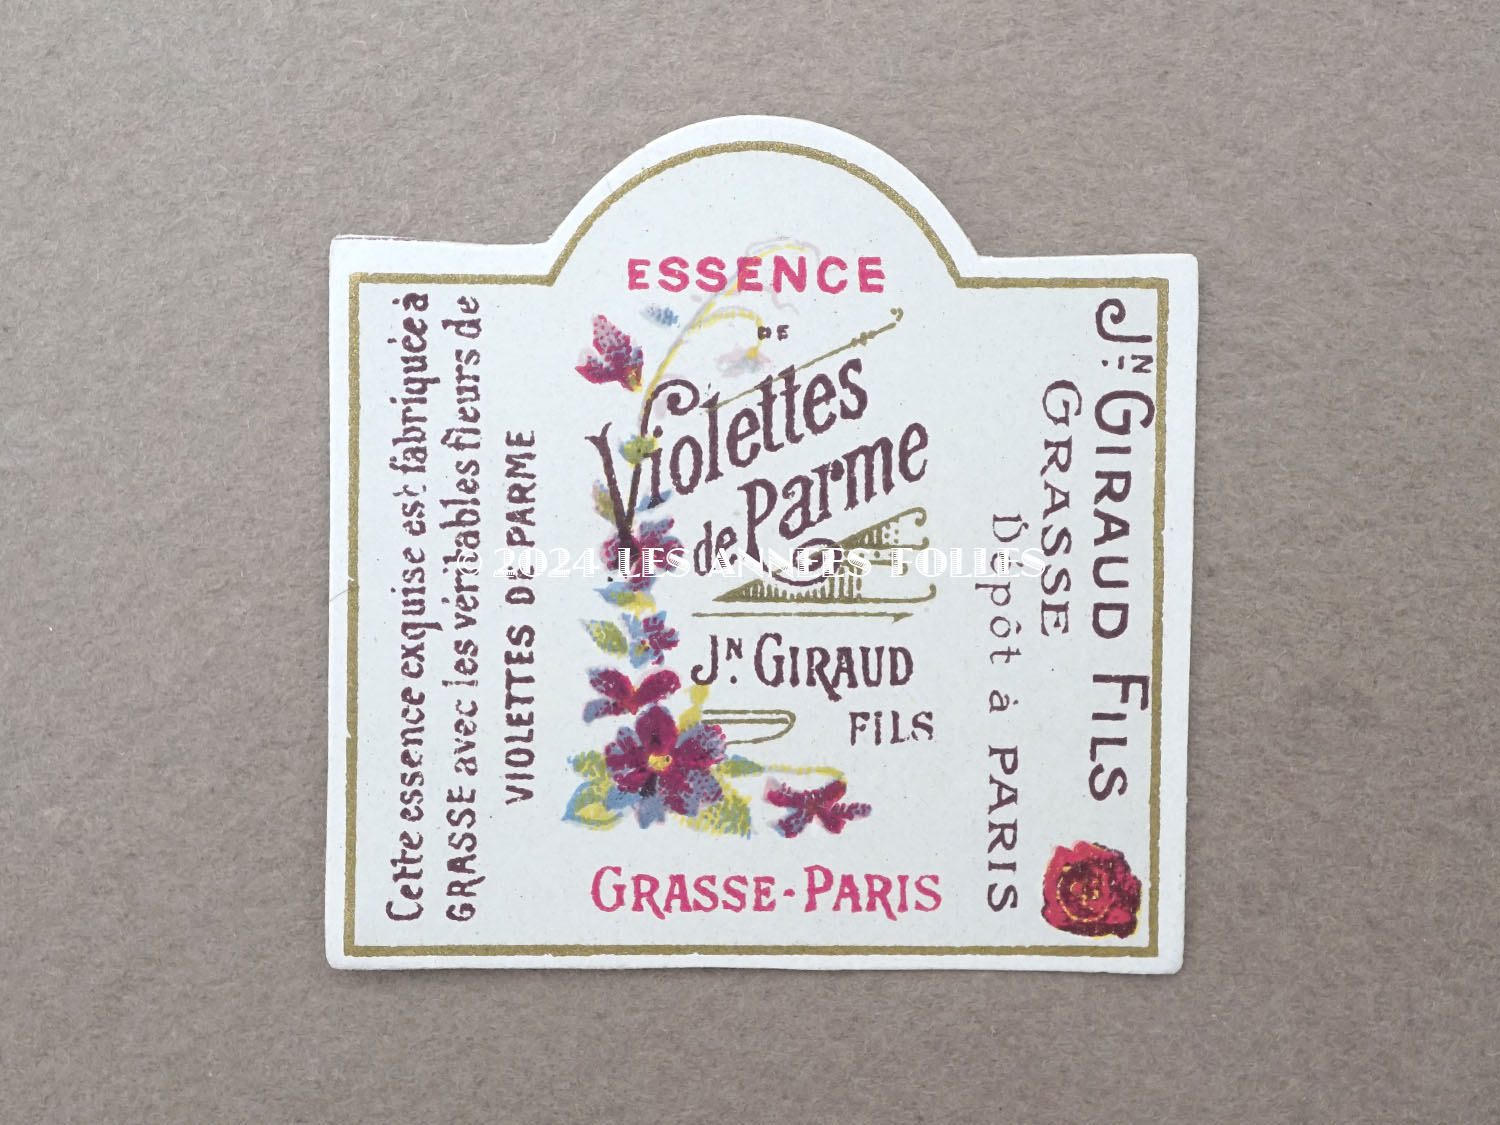 Cette essence exquise est fabriquée à
GRASSE avec les véritables fleurs de
VIOLETTES DE PARME
ESSENCE
DE
Violettes
de Parme
JN. GIRAUD
FILS
GRASSE-PARIS
JN. GIRAUD FILS
GRASSE
Dépôt à PARIS
© 2024 LES ANNEES FOLLES